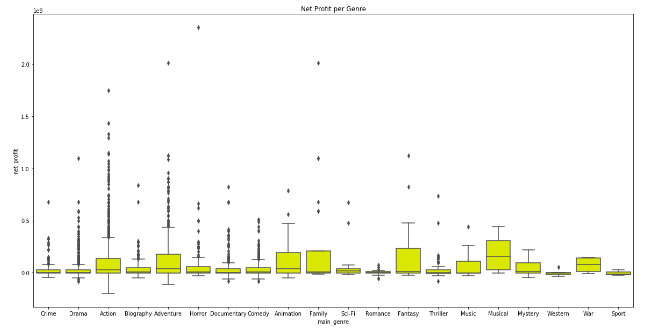 Net Profit per Genre
1e9
2.0
1.5
1.0
0.5
0.0
net_profit
Crime Drama Action Biography Adventure Horror Documentary Comedy Animation Family Sci-Fi Romance Fantasy Thriller Music Musical Mystery Western War Sport
main_genre